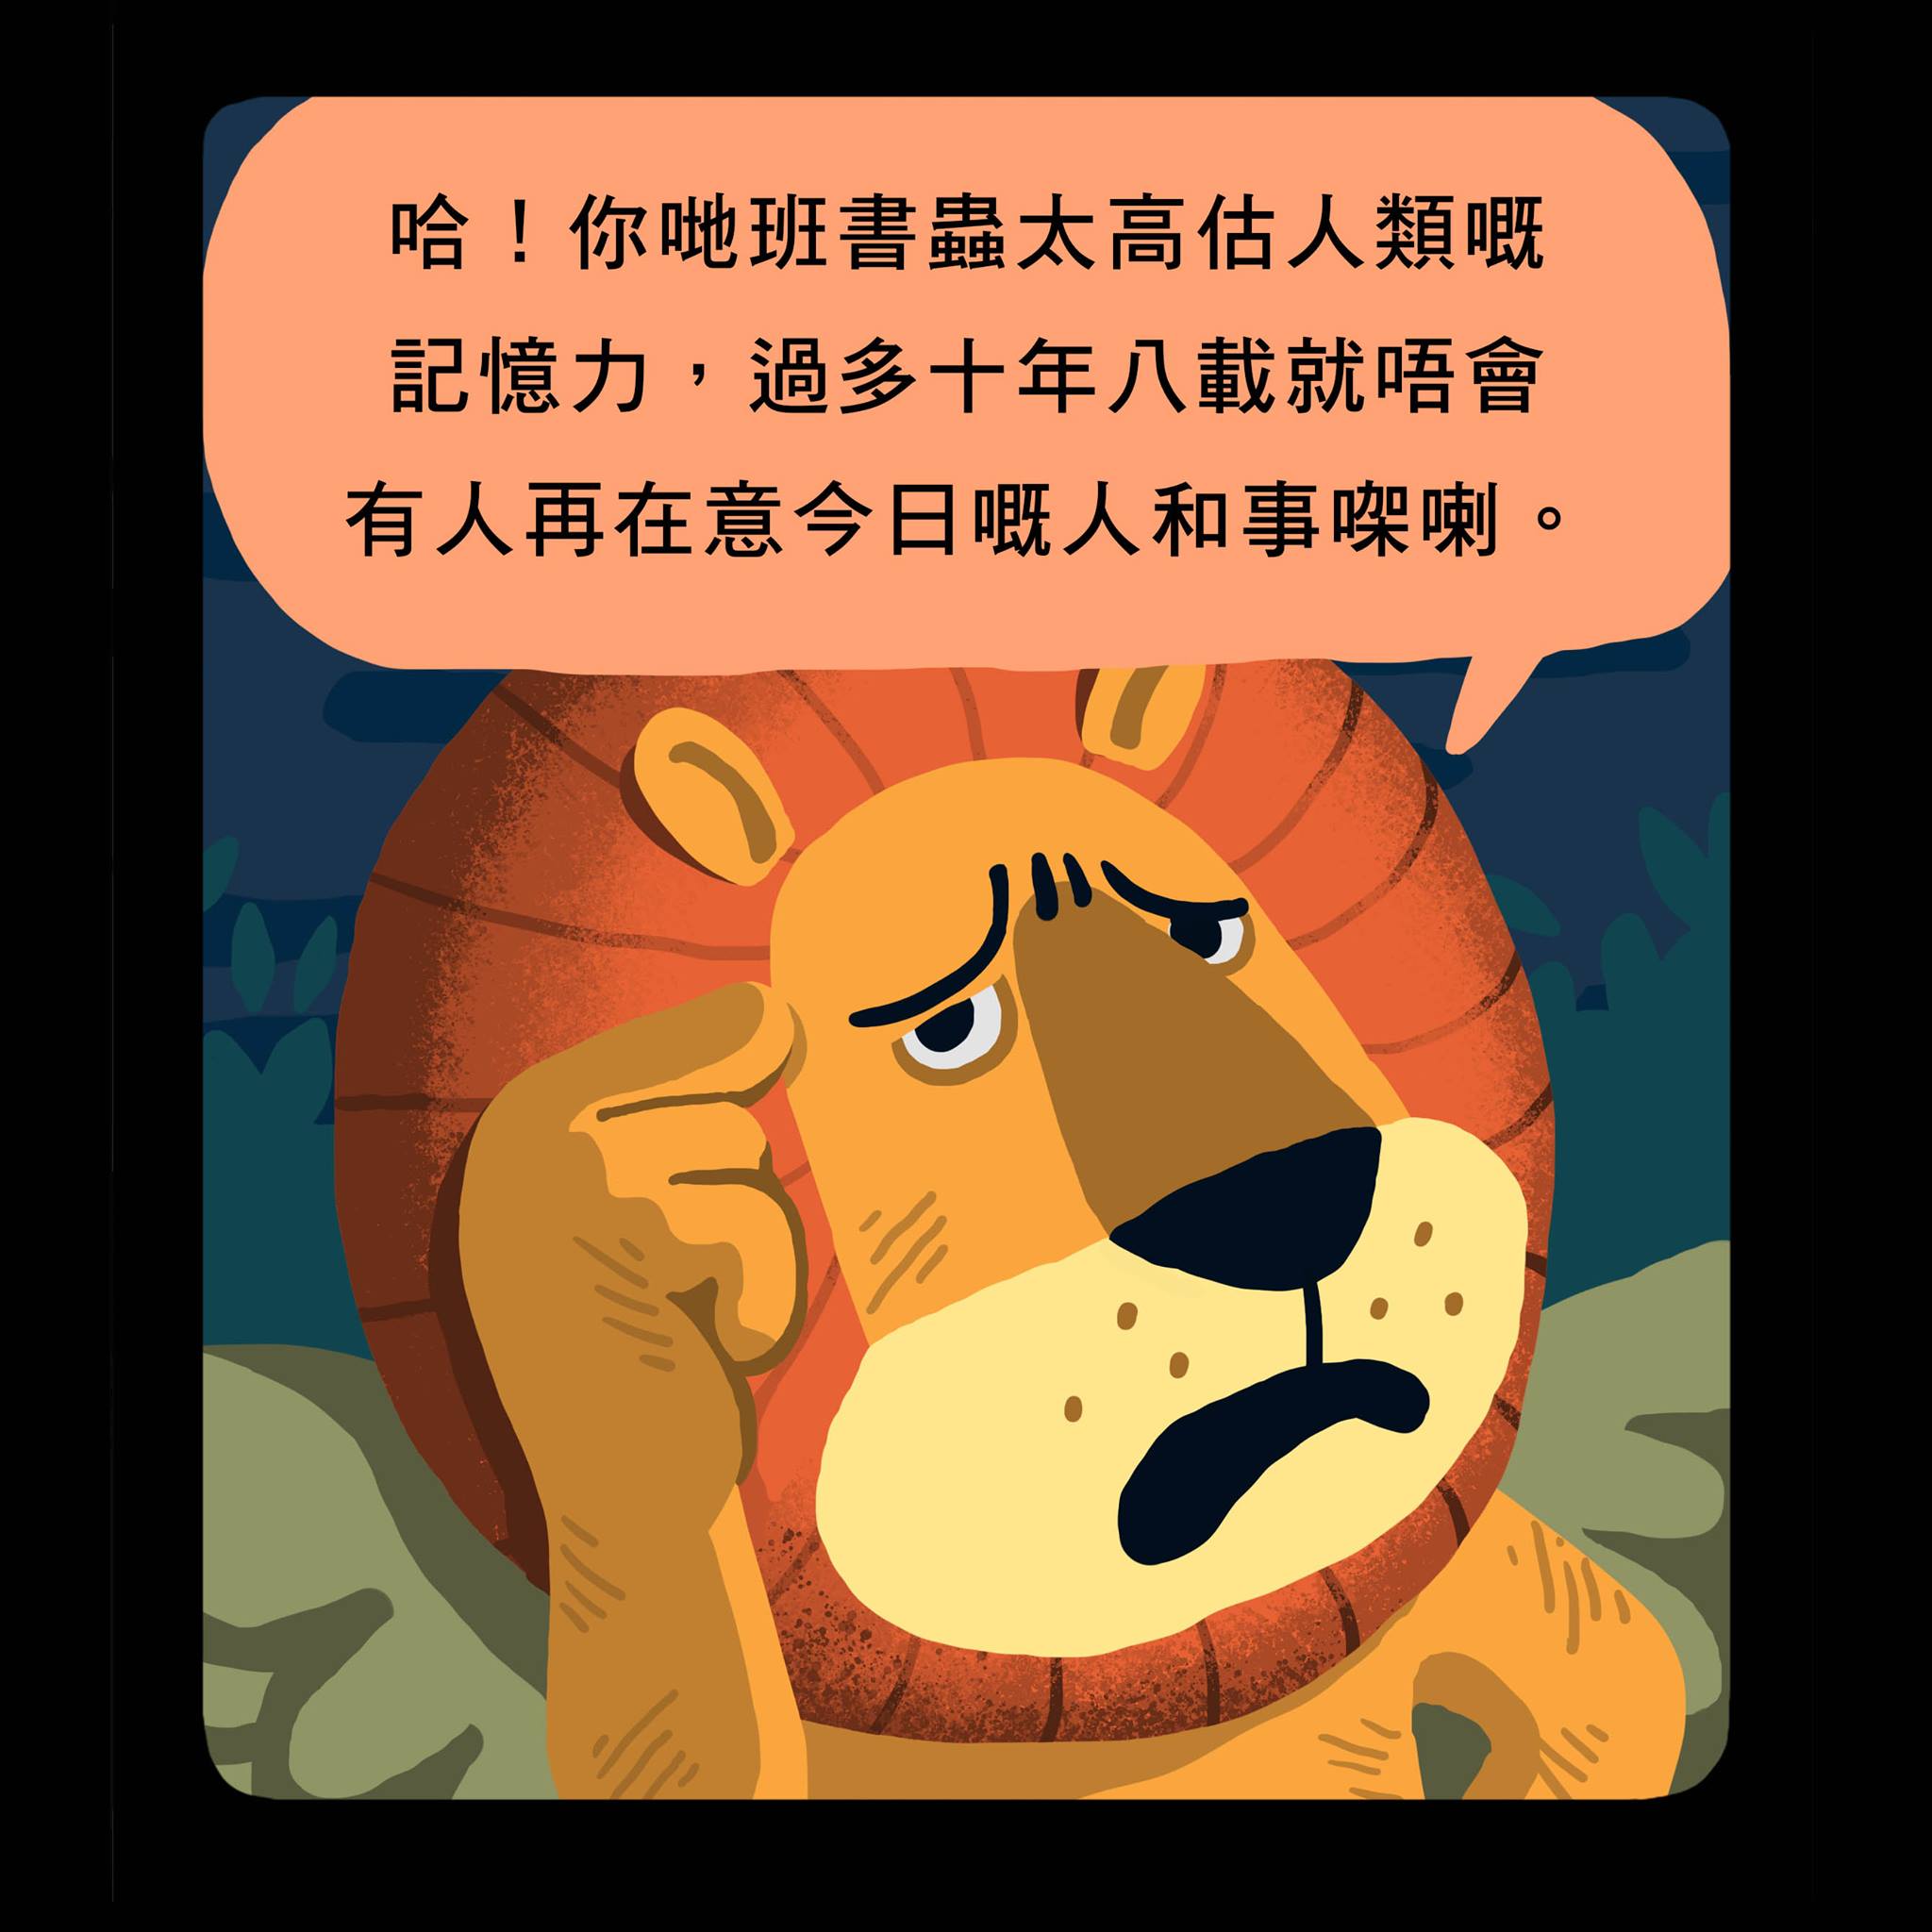 哈！你哋班書蟲太高估人類嘅
記憶力，過多十年八載就唔會
有人再在意今日嘅人和事㗎喇。